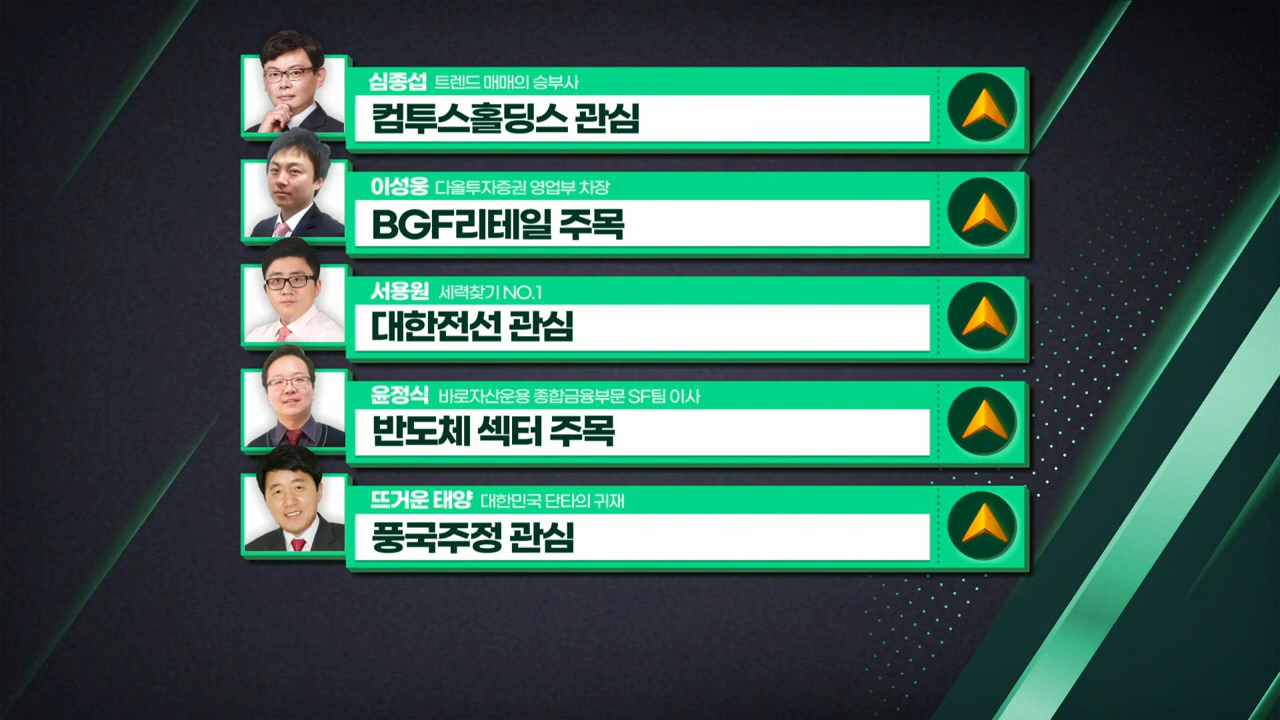 심종섭 트렌드 매매의 승부사
컴투스홀딩스 관심
이성웅 다올투자증권 영업부 차장
BGF리테일 주목
서용원 세력찾기 NO.1
대한전선 관심
윤정식 바로자산운용 종합금융부문 SF팀 이사
반도체 섹터 주목
뜨거운 태양 대한민국 단타의 귀재
풍국주정 관심